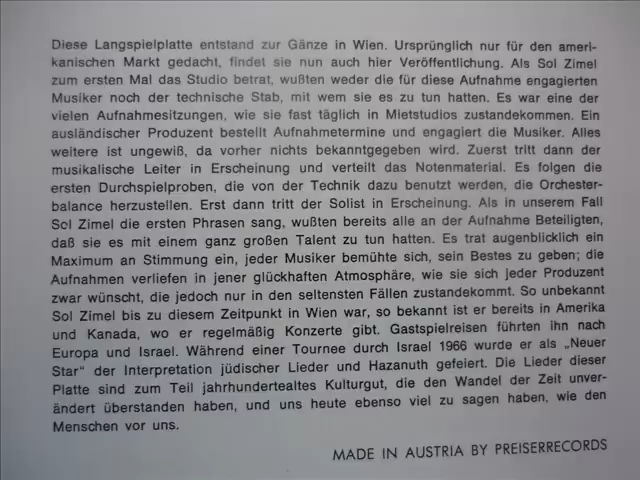 Diese Langspielplatte entstand zur Gänze in Wien. Ursprünglich nur für den ameri-
kanischen Markt gedacht, findet sie nun auch hier Veröffentlichung. Als Sol Zimel
zum ersten Mal das Studio betrat, wußten weder die für diese Aufnahme engagierten
Musiker noch der technische Stab, mit wem sie es zu tun hatten. Es war eine der
vielen Aufnahmesitzungen, wie sie fast täglich in Mietstudios zustandekommen. Ein
ausländischer Produzent bestellt Aufnahmetermine und engagiert die Musiker. Alles
weitere ist ungewiß, da vorher nichts bekanntgegeben wird. Zuerst tritt dann der
musikalische Leiter in Erscheinung und verteilt das Notenmaterial. Es folgen die
ersten Durchspielproben, die von der Technik dazu benutzt werden, die Orchester-
balance herzustellen. Erst dann tritt der Solist in Erscheinung. Als in unserem Fall
Sol Zimel die ersten Phrasen sang, wußten bereits alle an der Aufnahme Beteiligten,
daß sie es mit einem ganz großen Talent zu tun hatten. Es trat augenblicklich ein
Maximum an Stimmung ein, jeder Musiker bemühte sich, sein Bestes zu geben; die
Aufnahmen verliefen in jener glückhaften Atmosphäre, wie sie sich jeder Produzent
zwar wünscht, die jedoch nur in den seltensten Fällen zustandekommt. So unbekannt
Sol Zimel bis zu diesem Zeitpunkt in Wien war, so bekannt ist er bereits in Amerika
und Kanada, wo er regelmäßig Konzerte gibt. Gastspielreisen führten ihn nach
Europa und Israel. Während einer Tournee durch Israel 1966 wurde er als „Neuer
Star“ der Interpretation jüdischer Lieder und Hazanuth gefeiert. Die Lieder dieser
Platte sind zum Teil jahrhundertealtes Kulturgut, die den Wandel der Zeit unver-
ändert überstanden haben, und uns heute ebenso viel zu sagen haben, wie den
Menschen vor uns.
MADE IN AUSTRIA BY PREISERRECORDS